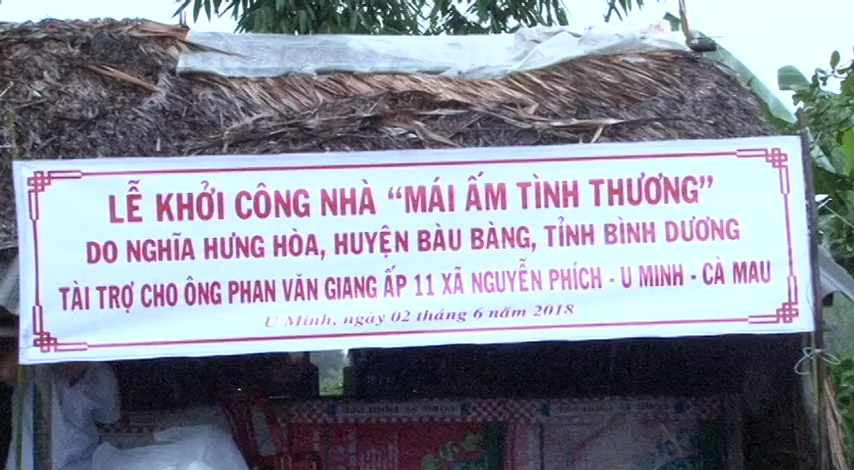 LỄ KHỞI CÔNG NHÀ “MÁI ẤM TÌNH THƯƠNG”
DO NGHĨA HƯNG HÒA, HUYỆN BÀU BÀNG, TỈNH BÌNH DƯƠNG
TÀI TRỢ CHO ÔNG PHAN VĂN GIANG ẤP 11 XÃ NGUYỄN PHÍCH - U MINH - CÀ MAU
U Minh, ngày 02 tháng 6 năm 2018